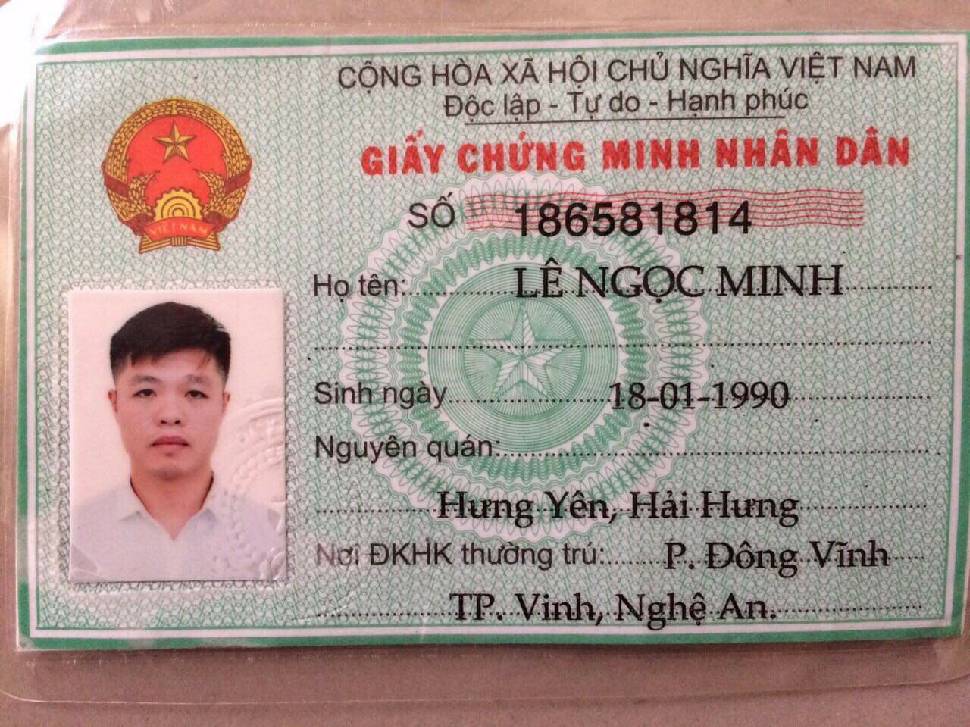 CỘNG HÒA XÃ HỘI CHỦ NGHĨA VIỆT NAM
Độc lập - Tự do - Hạnh phúc
GIẤY CHỨNG MINH NHÂN DÂN
SỐ 186581814
Họ tên: LÊ NGỌC MINH
Sinh ngày 18-01-1990
Nguyên quán:
Hưng Yên, Hải Hưng
Nơi ĐKHK thường trú: P. Đông Vĩnh
TP. Vinh, Nghệ An.
VIỆT NAM